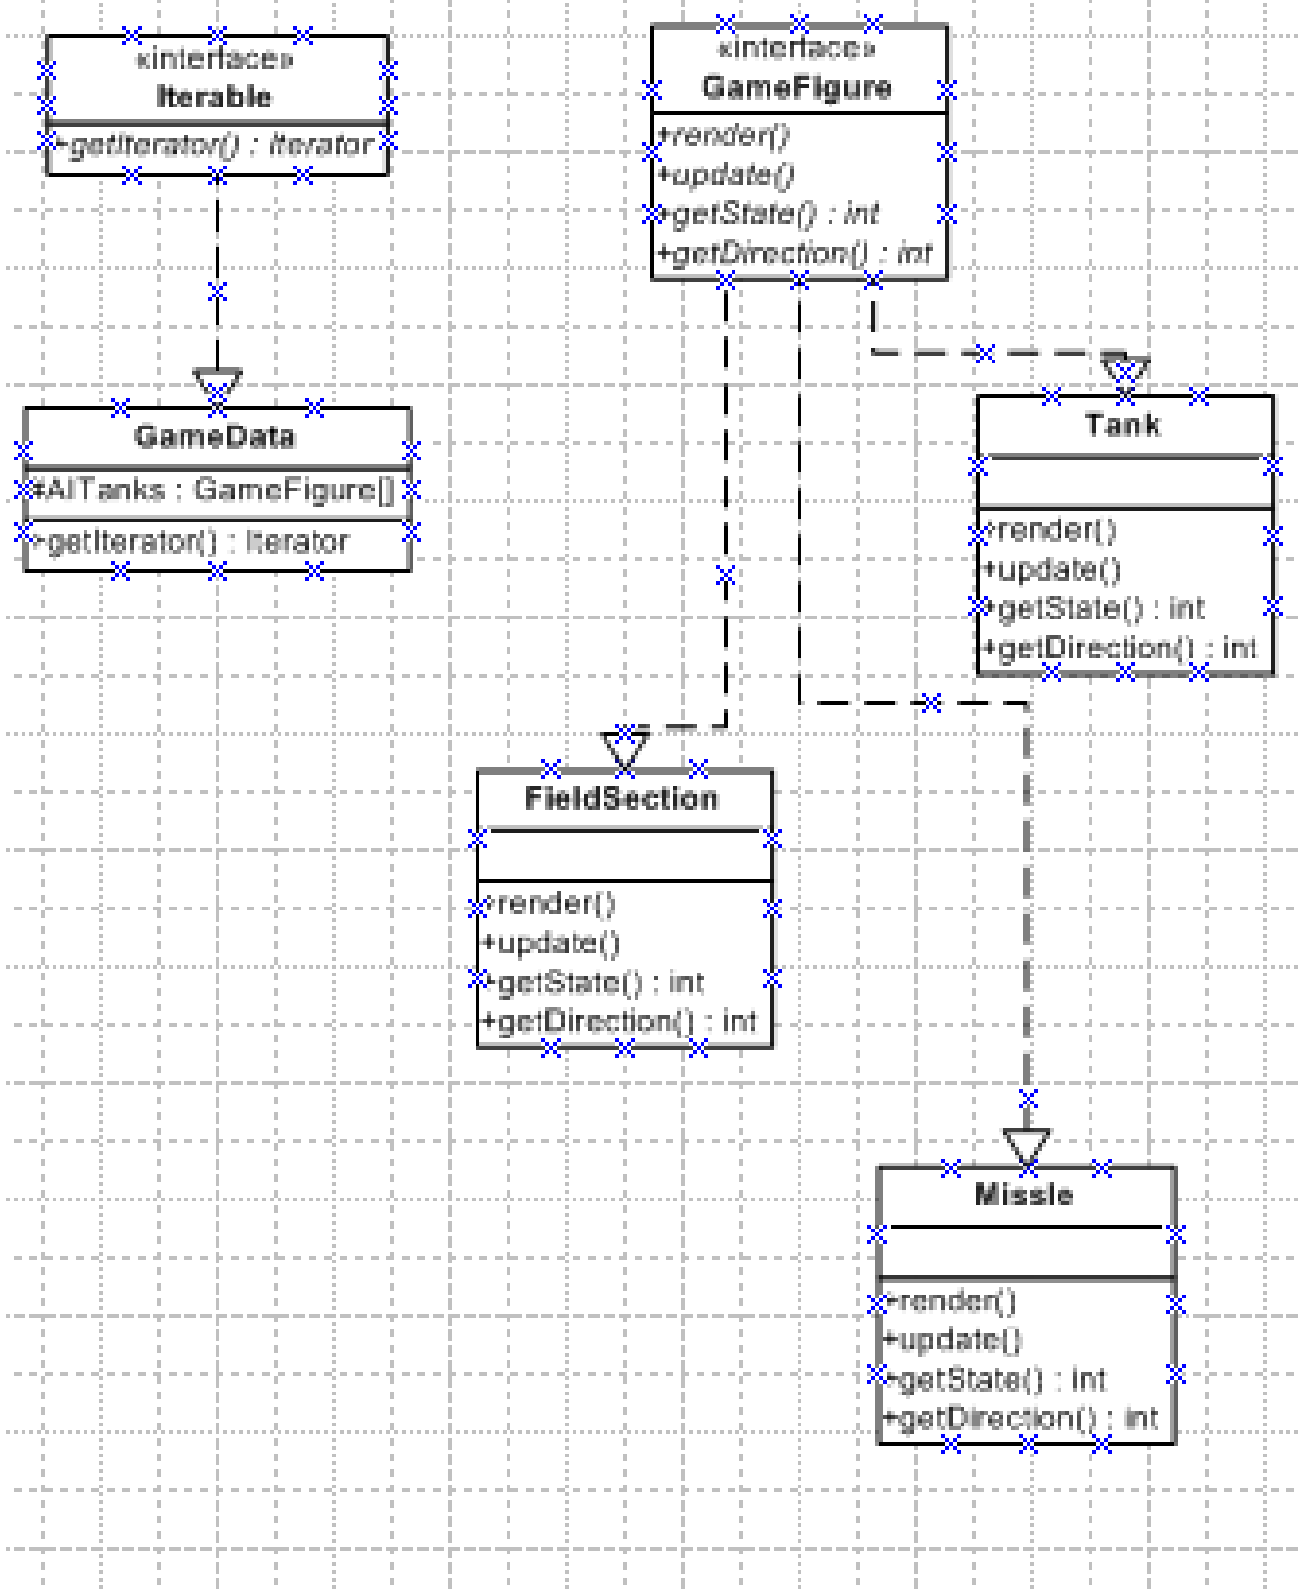 «interface»
Iterable
+getIterator() : Iterator
«interface»
GameFigure
+render()
+update()
+getState() : int
+getDirection() : int
GameData
#AITanks : GameFigure[]
+getIterator() : Iterator
Tank
+render()
+update()
+getState() : int
+getDirection() : int
FieldSection
+render()
+update()
+getState() : int
+getDirection() : int
Missle
+render()
+update()
+getState() : int
+getDirection() : int